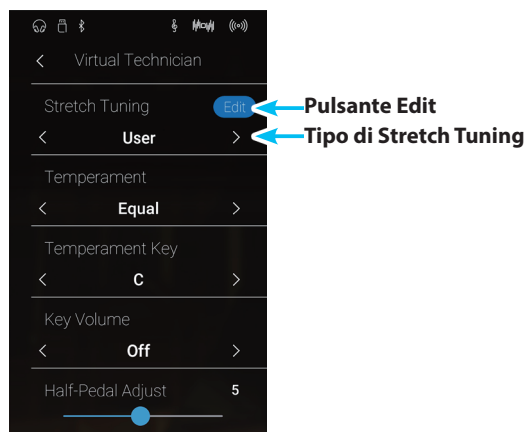 Virtual Technician
Stretch Tuning Edit
User
Temperament
Equal
Temperament Key
C
Key Volume
Off
Half-Pedal Adjust 5
Pulsante Edit
Tipo di Stretch Tuning